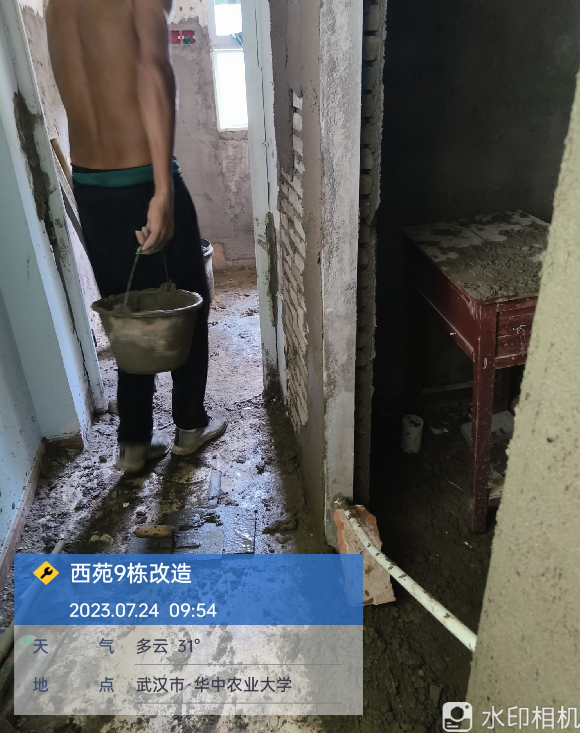 西苑9栋改造
2023.07.24 09:54
天 气 多云 31°
地 点 武汉市·华中农业大学
水印相机